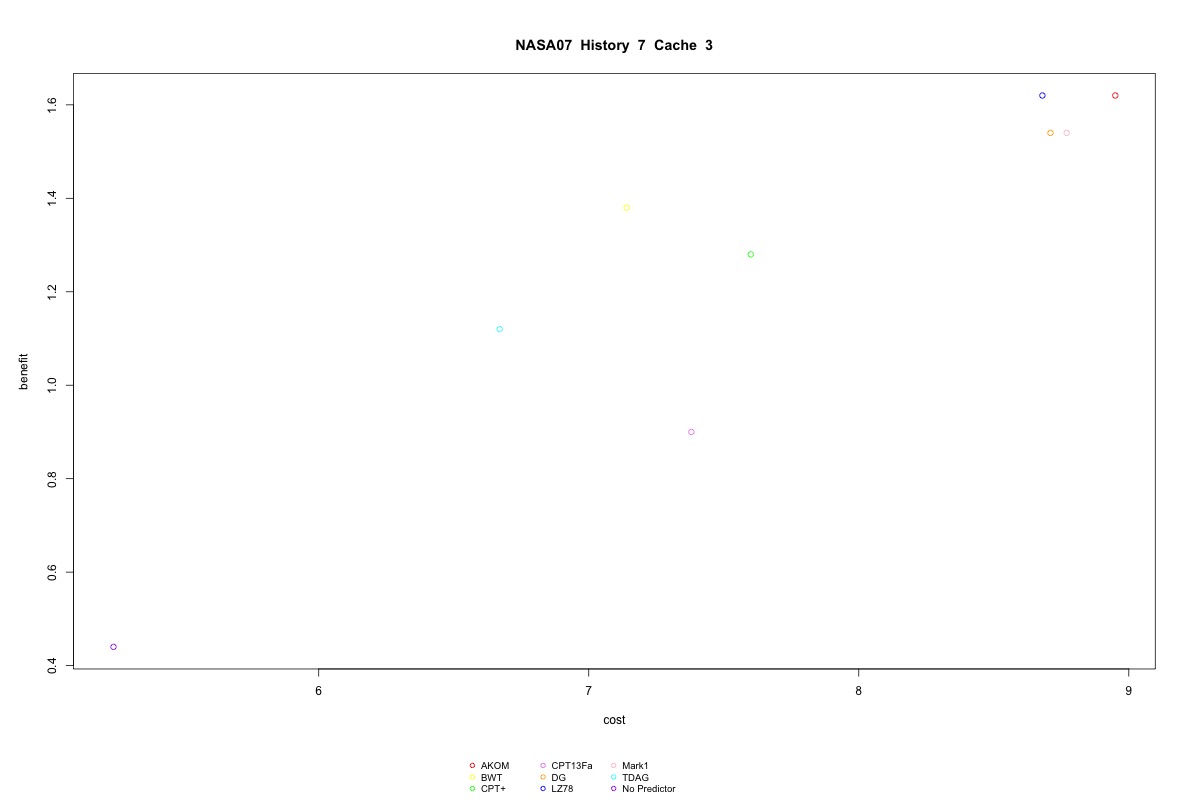 NASA07 History 7 Cache 3
benefit
1.6
1.4
1.2
1.0
0.8
0.6
0.4
6 7 8 9
cost
AKOM CPT13Fa Mark1
BWT DG TDAG
CPT+ LZ78 No Predictor